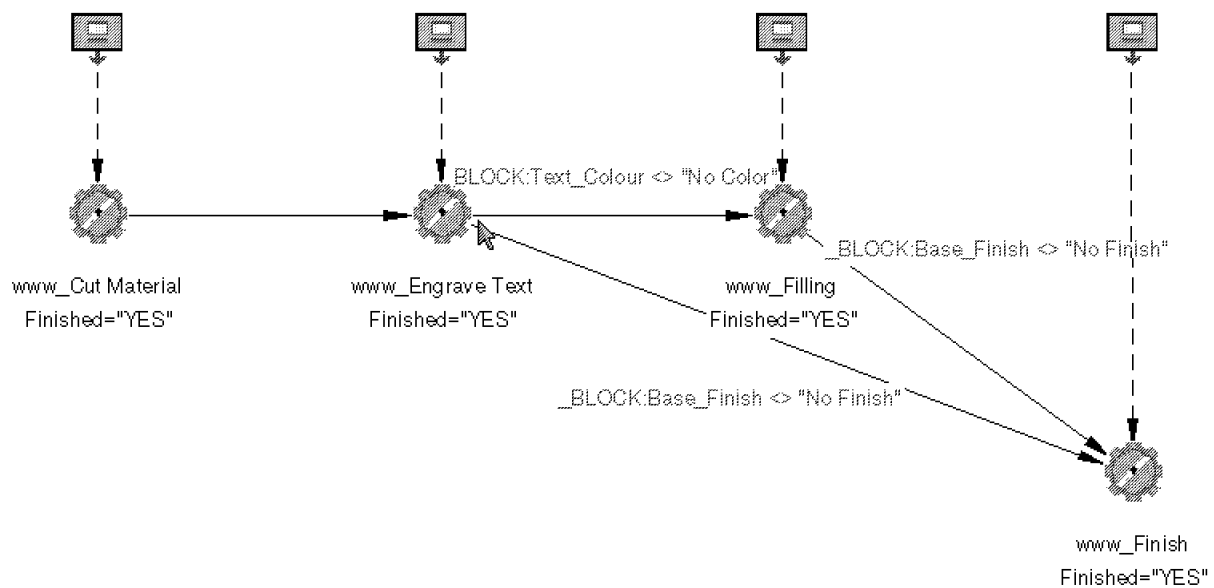 BLOCK:Text_Colour <> "No Color"
_BLOCK:Base_Finish <> "No Finish"
www_Cut Material
Finished="YES"
www_Engrave Text
Finished="YES"
www_Filling
Finished="YES"
_BLOCK:Base_Finish <> "No Finish"
www_Finish
Finished="YES"